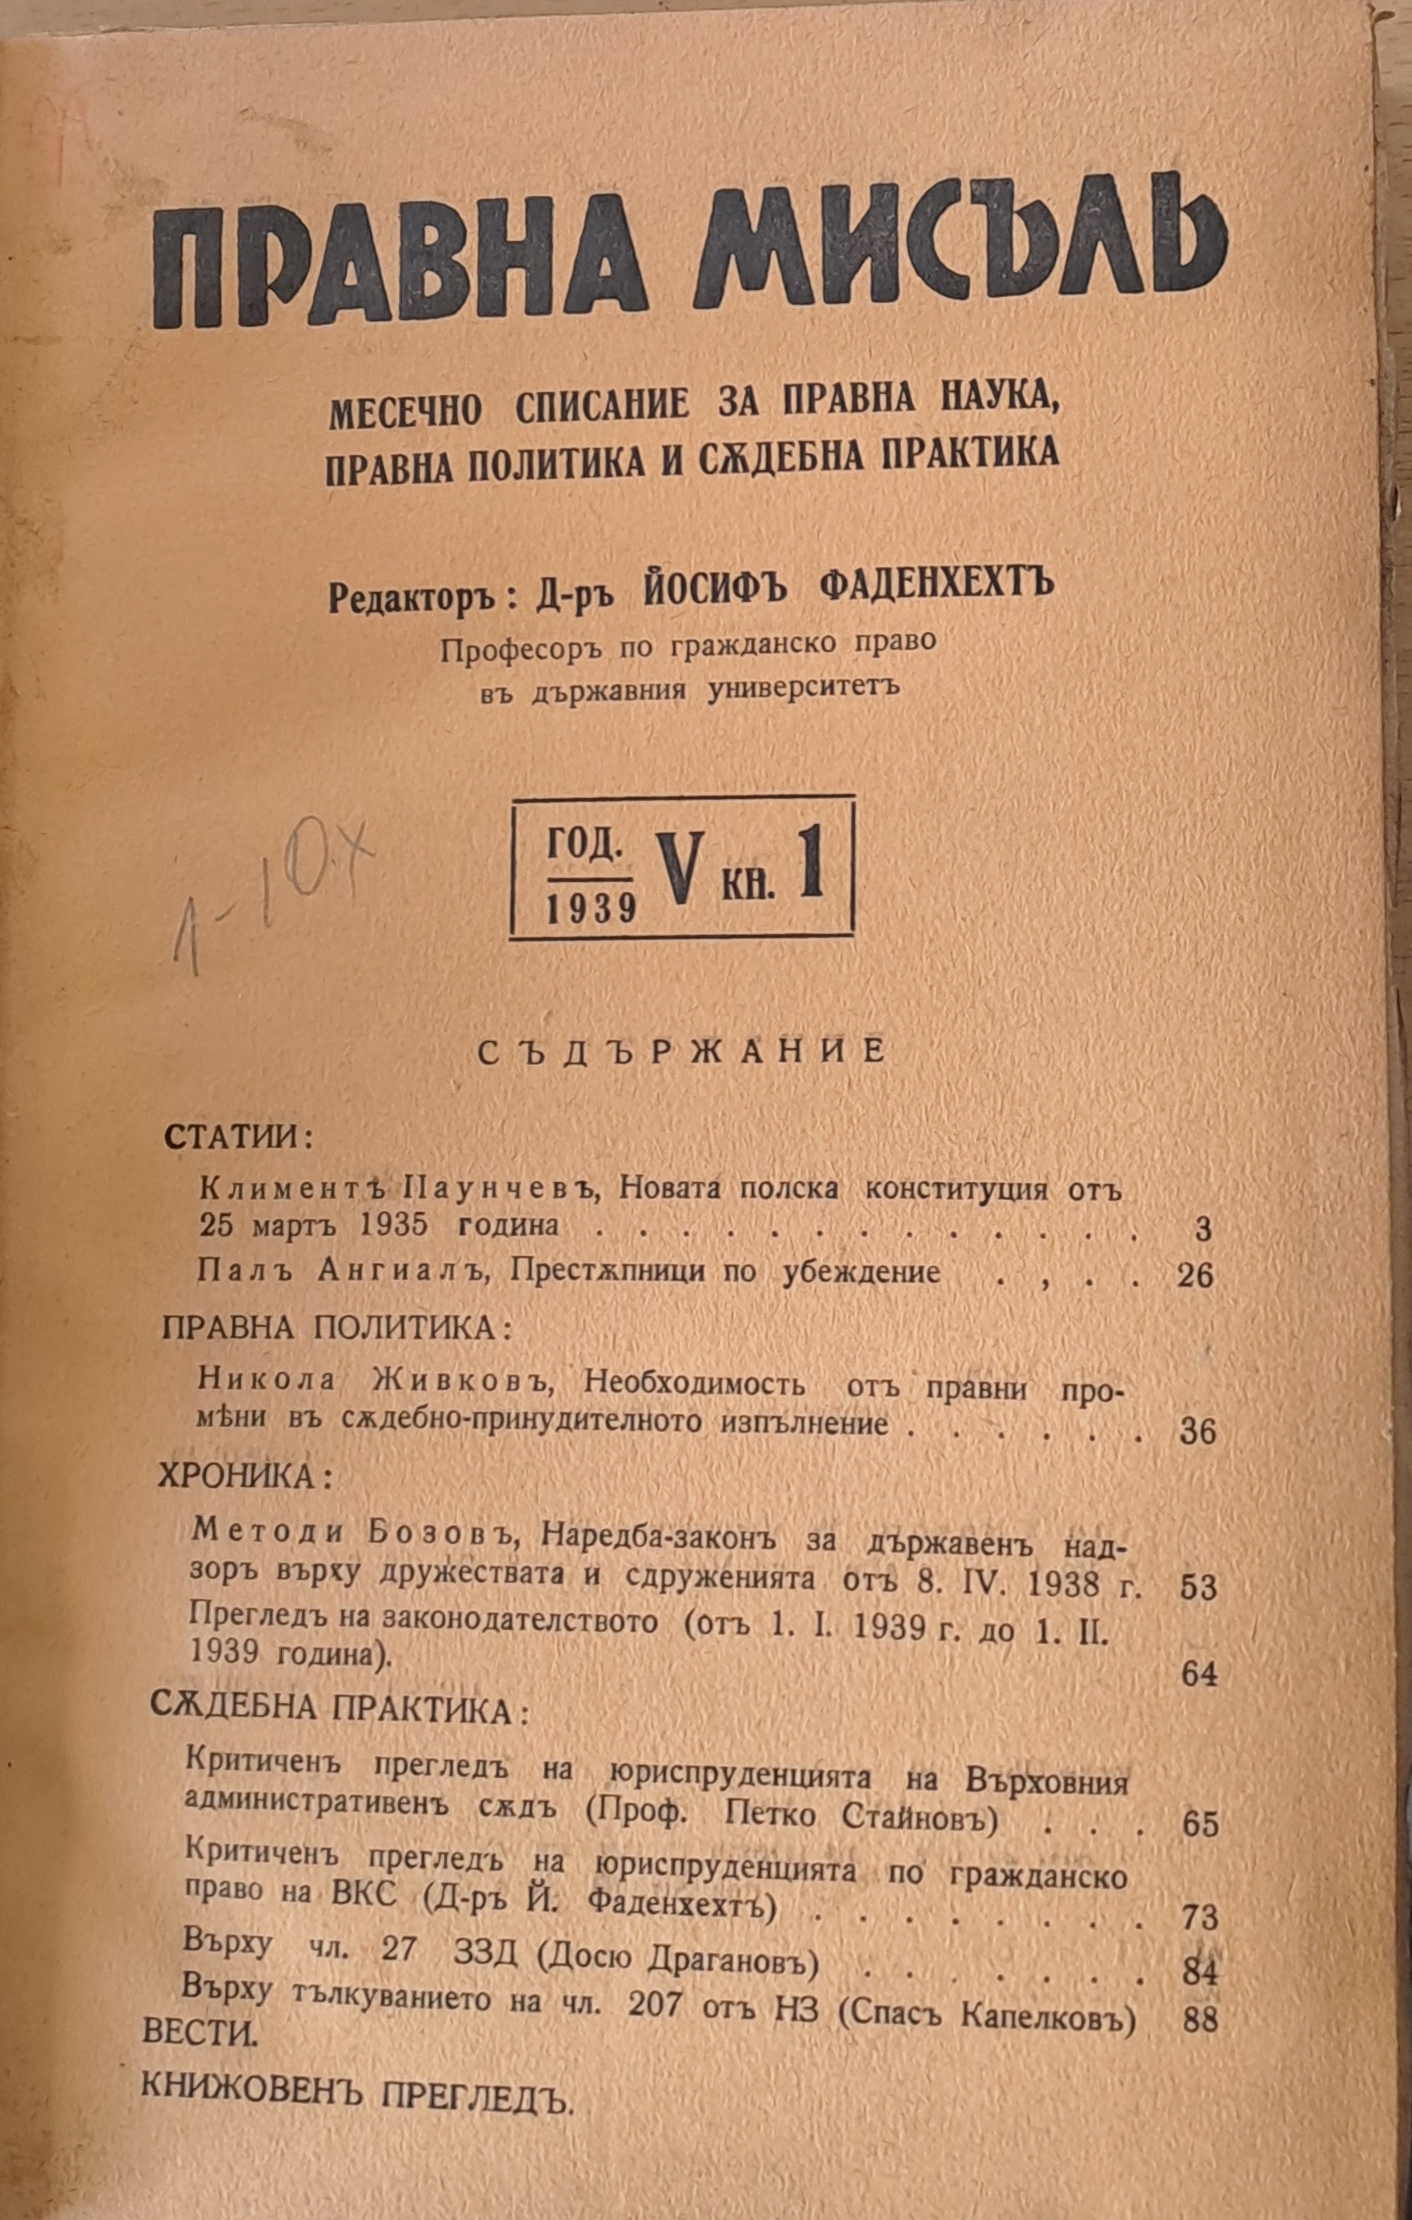 ПРАВНА МИСЪЛЬ
МЕСЕЧНО СПИСАНИЕ ЗА ПРАВНА НАУКА,
ПРАВНА ПОЛИТИКА И СѪДЕБНА ПРАКТИКА
Редакторъ: Д-ръ ЙОСИФЪ ФАДЕНХЕХТЪ
Професоръ по гражданско право
въ държавния университетъ
ГОД. V КН. 1
1939
1-10 х
СЪДЪРЖАНИЕ
СТАТИИ:
Климентъ Паунчевъ, Новата полска конституция отъ
25 мартъ 1935 година . . . . . . . . . . . . . 3
Палъ Ангиалъ, Престѫпници по убеждение . , . . 26
ПРАВНА ПОЛИТИКА:
Никола Живковъ, Необходимость отъ правни про-
мѣни въ сѫдебно-принудителното изпълнение . . . . . . 36
ХРОНИКА:
Методи Бозовъ, Наредба-законъ за държавенъ над-
зоръ върху дружествата и сдруженията отъ 8. IV. 1938 г. 53
Прегледъ на законодателството (отъ 1. I. 1939 г. до 1. II.
1939 година). 64
СѪДЕБНА ПРАКТИКА:
Критиченъ прегледъ на юриспруденцията на Върховния
административенъ сѫдъ (Проф. Петко Стайновъ) . . . 65
Критиченъ прегледъ на юриспруденцията по гражданско
право на ВКС (Д-ръ Й. Фаденхехтъ) . . . . . . . . 73
Върху чл. 27 ЗЗД (Досю Драгановъ) . . . . . . . 84
Върху тълкуванието на чл. 207 отъ НЗ (Спасъ Капелковъ) 88
ВЕСТИ.
КНИЖОВЕНЪ ПРЕГЛЕДЪ.